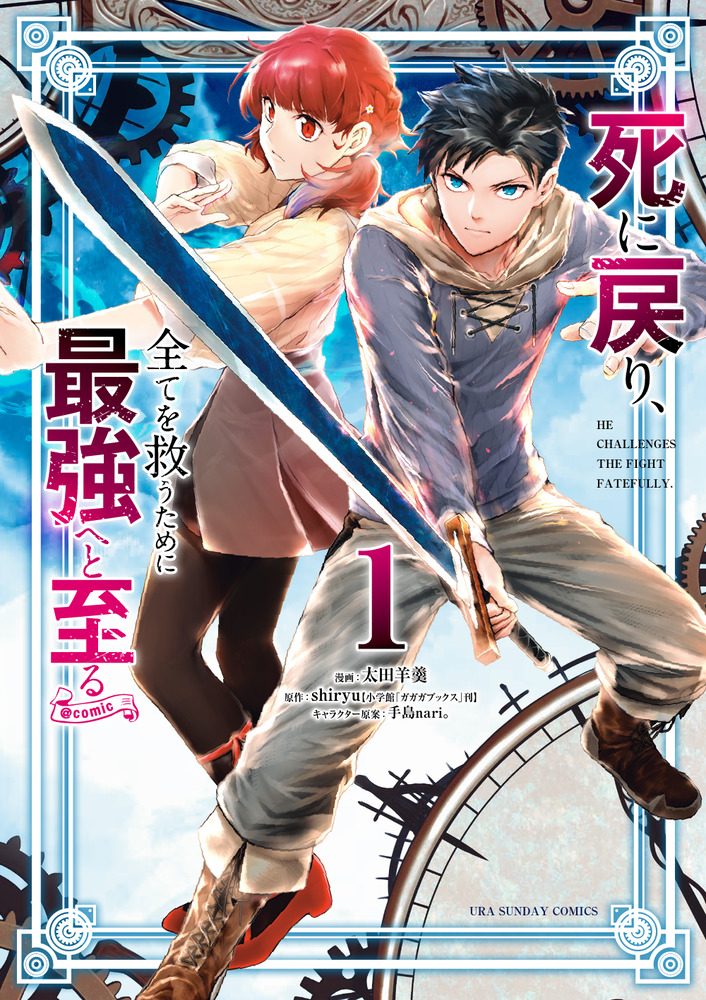 死に戻り、
全てを救うために
最強へと至る
@comic
HE
CHALLENGES
THE FIGHT
FATEFULLY.
1
漫画:太田羊羹
原作:shiryu【小学館「ガガガブックス」刊】
キャラクター原案:手島nari。
URA SUNDAY COMICS